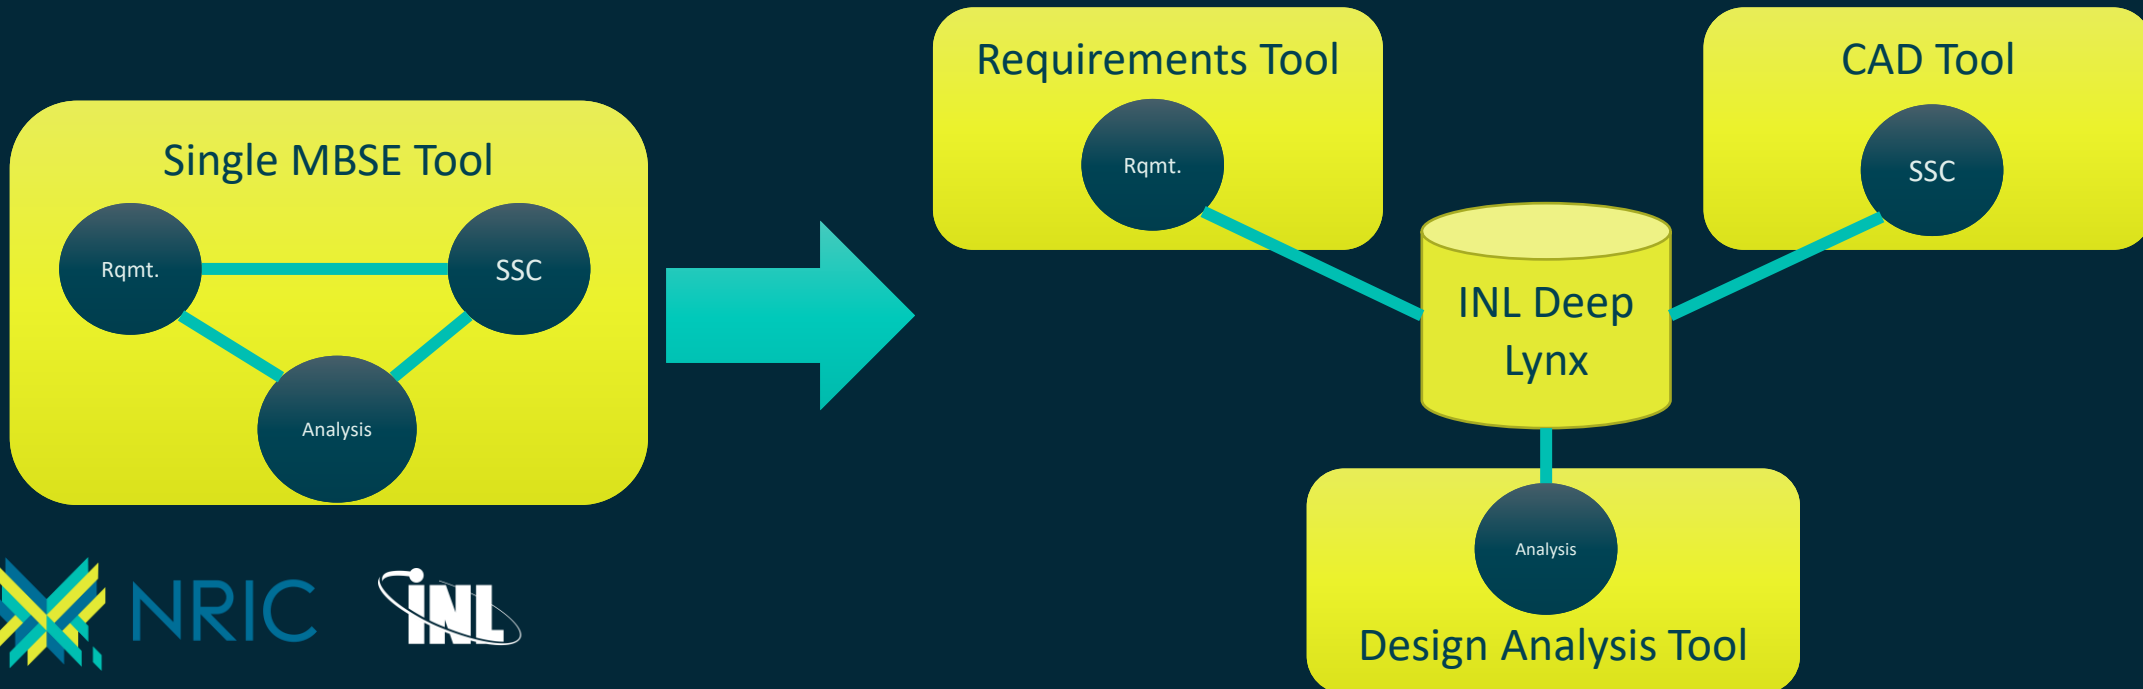 Single MBSE Tool
Rqmt.
SSC
Analysis
Requirements Tool
Rqmt.
CAD Tool
SSC
INL Deep
Lynx
Analysis
Design Analysis Tool
NRIC
INL